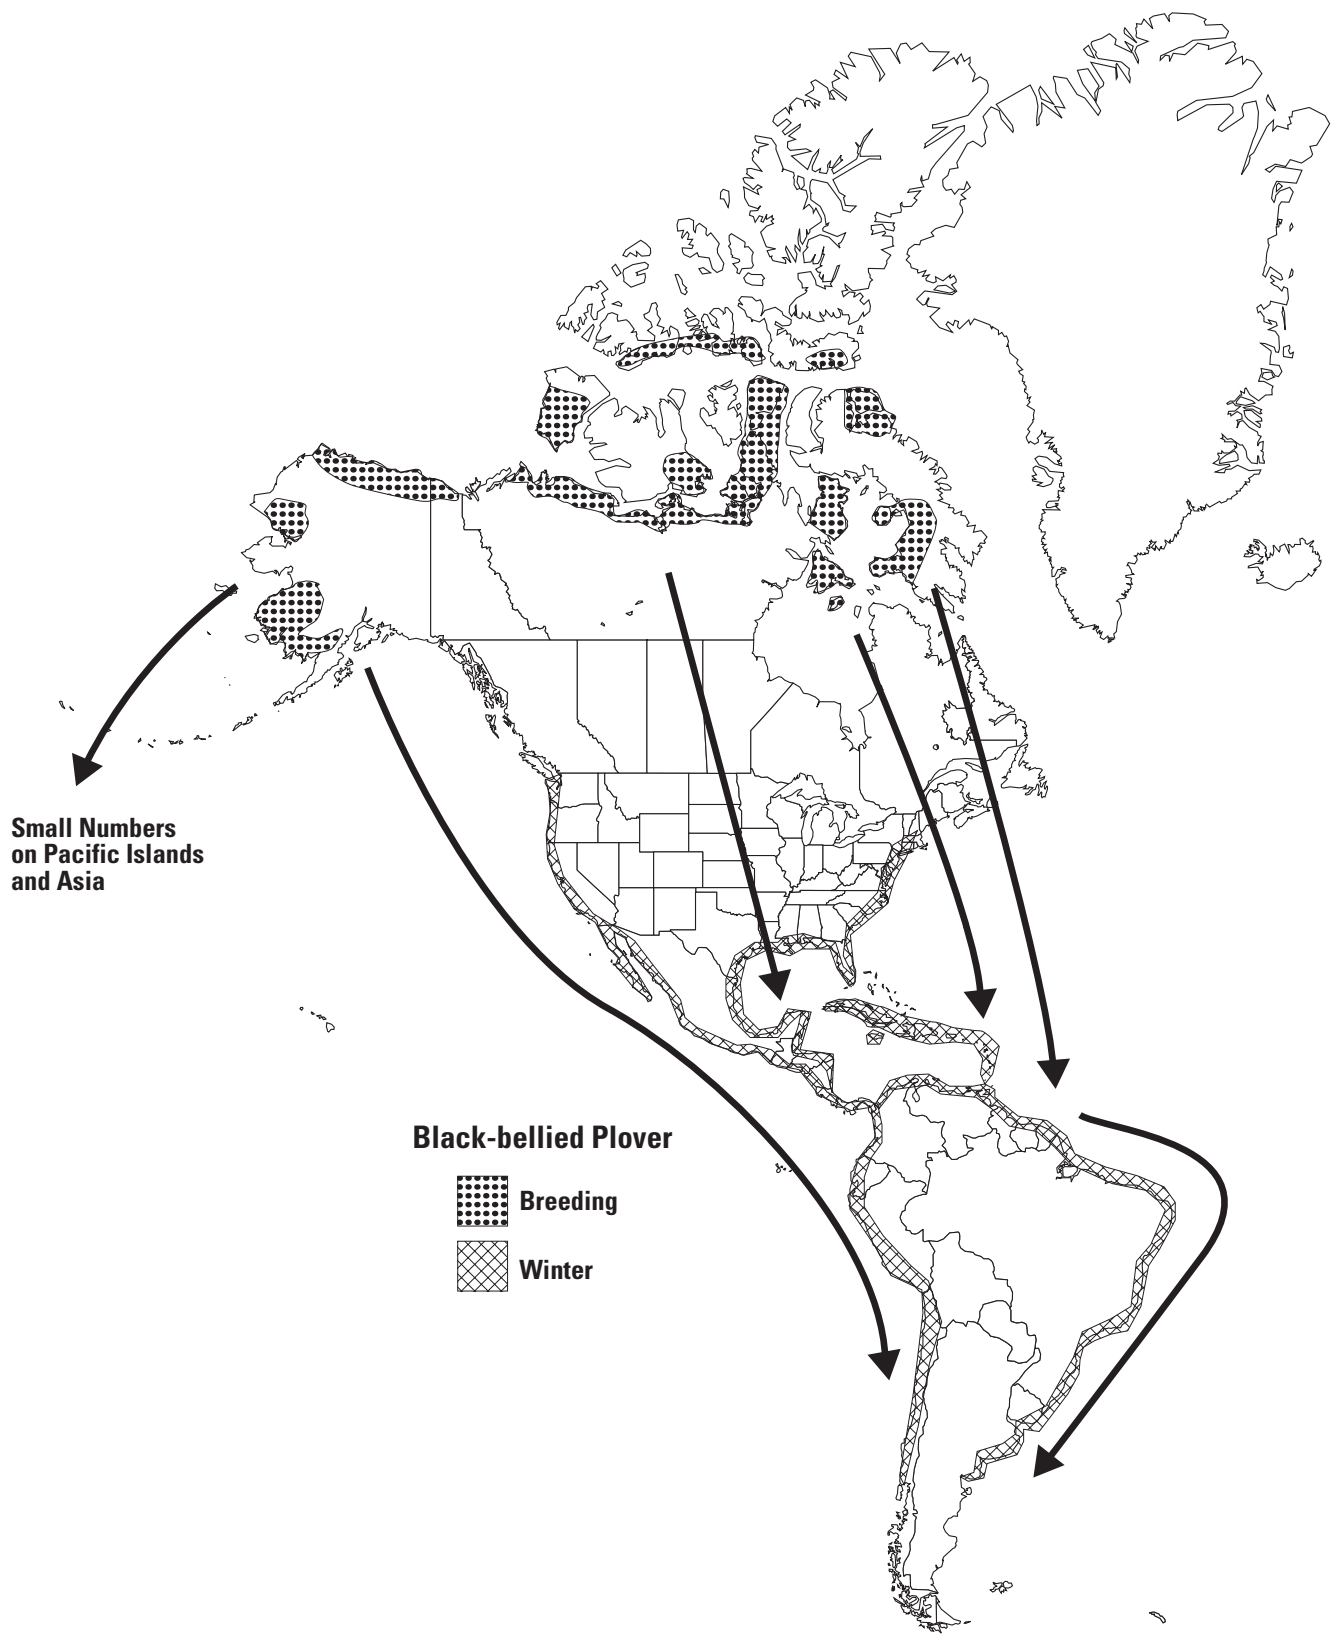 Small Numbers
on Pacific Islands
and Asia
Black-bellied Plover
Breeding
Winter